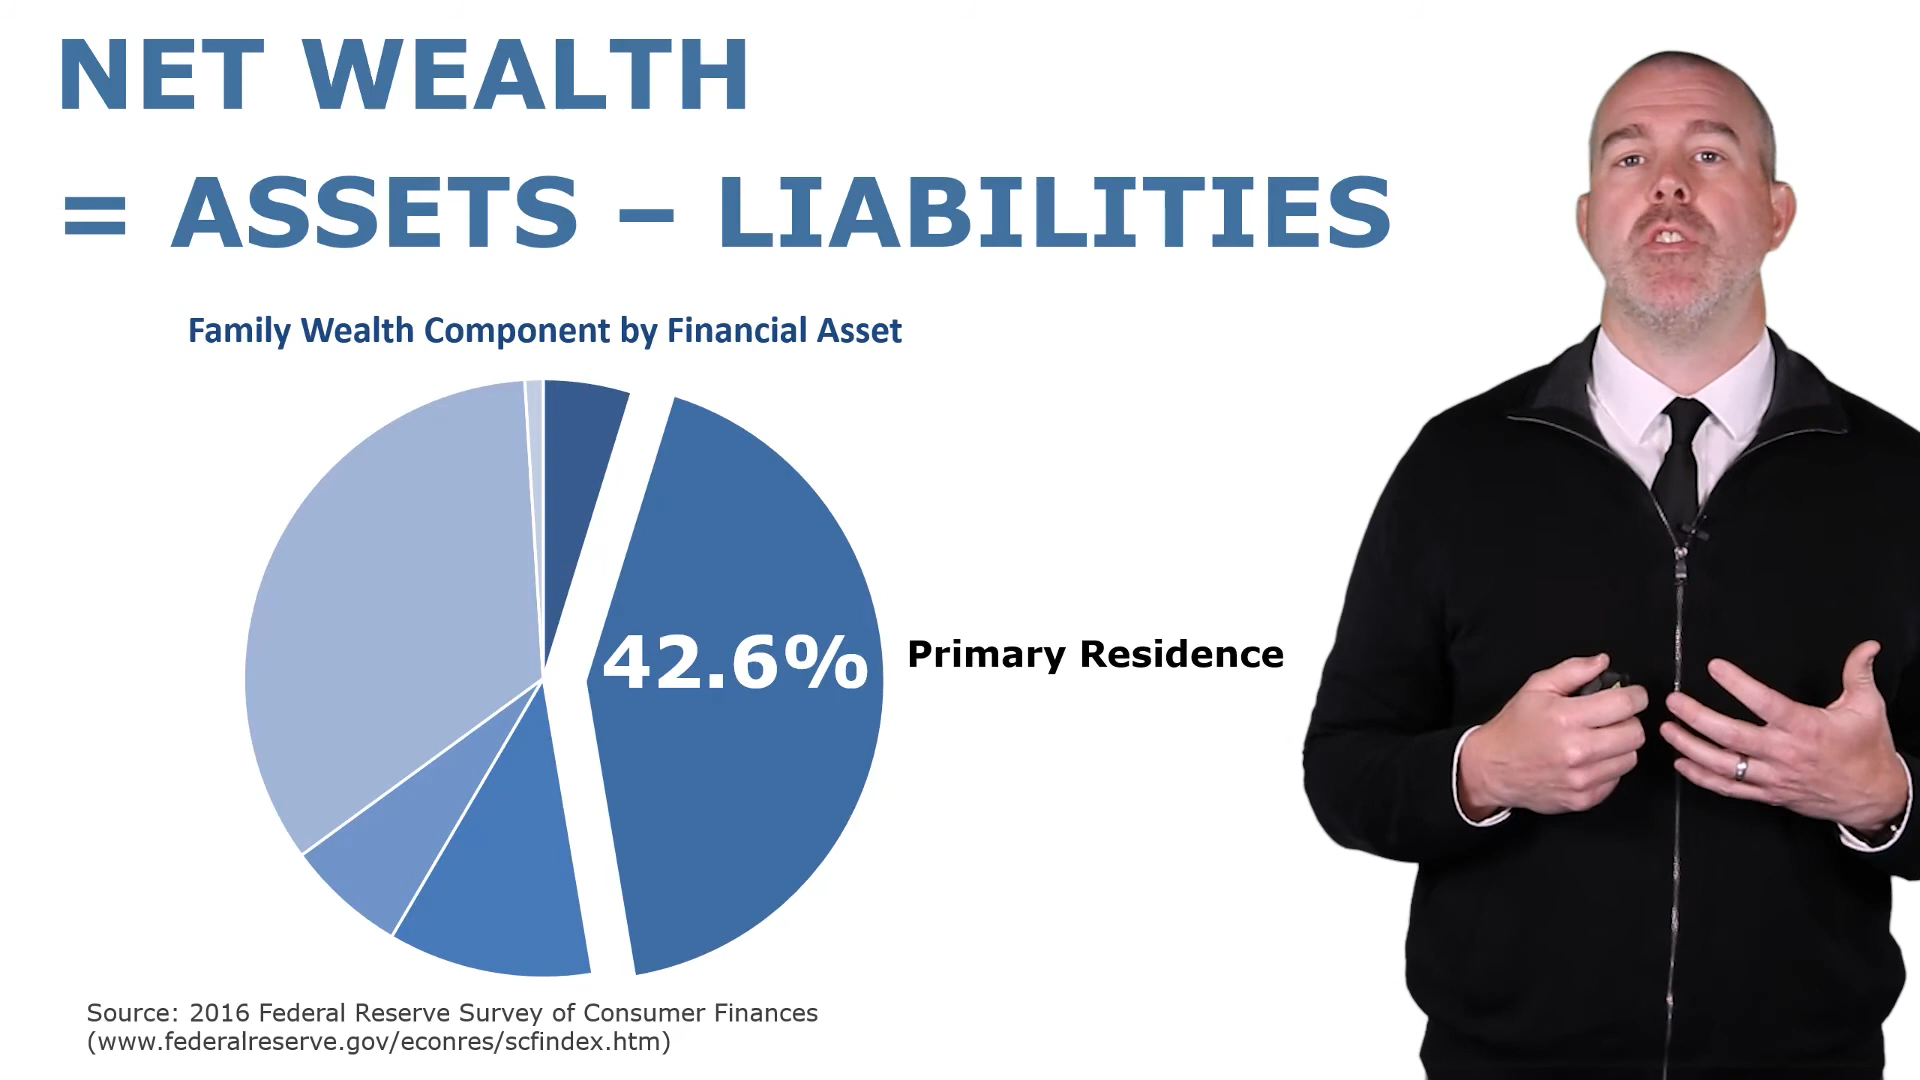 NET WEALTH
= ASSETS – LIABILITIES
Family Wealth Component by Financial Asset
42.6%
Primary Residence
Source: 2016 Federal Reserve Survey of Consumer Finances
(www.federalreserve.gov/econres/scfindex.htm)